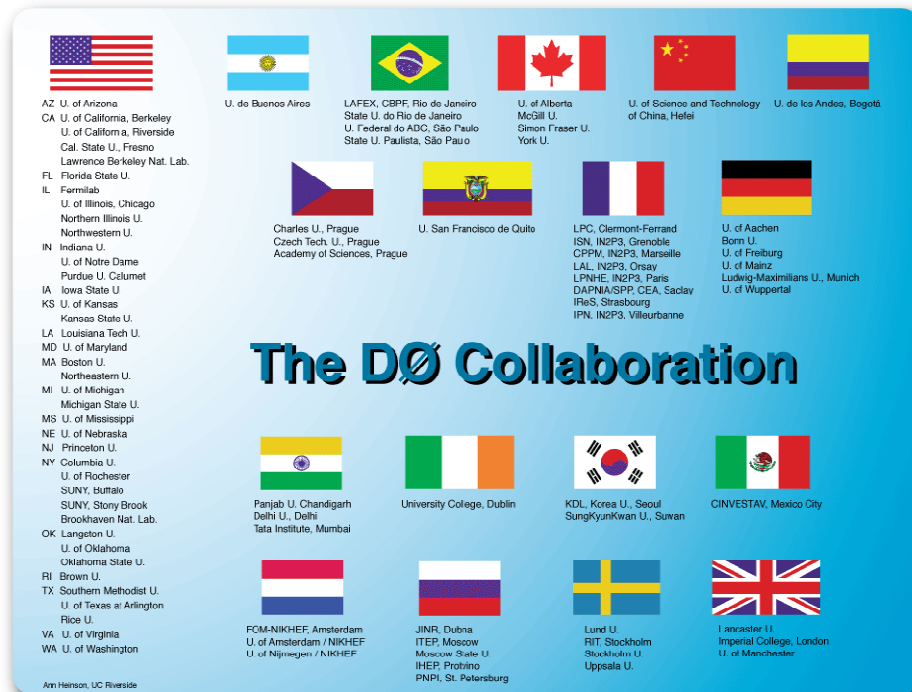 AZ U. of Arizona
CA U. of California, Berkeley
U. of California, Riverside
Cal. State U., Fresno
Lawrence Berkeley Nat. Lab.
FL Florida State U.
IL Fermilab
U. of Illinois, Chicago
Northern Illinois U.
Northwestern U.
IN Indiana U.
U. of Notre Dame
Purdue U. Calumet
IA Iowa State U
KS U. of Kansas
Kansas State U.
LA Louisiana Tech U.
MD U. of Maryland
MA Boston U.
Northeastern U.
MI U. of Michigan
Michigan State U.
MS U. of Mississippi
NE U. of Nebraska
NJ Princeton U.
NY Columbia U.
U. of Rochester
SUNY, Buffalo
SUNY, Stony Brook
Brookhaven Nat. Lab.
OK Langston U.
U. of Oklahoma
Oklahoma State U.
RI Brown U.
TX Southern Methodist U.
U. of Texas at Arlington
Rice U.
VA U. of Virginia
WA U. of Washington
U. de Buenos Aires
LAFEX, CBPF, Rio de Janeiro
State U. do Rio de Janeiro
U. Federal do ABC, São Paulo
State U. Paulista, São Paulo
U. of Alberta
McGill U.
Simon Fraser U.
York U.
U. of Science and Technology
of China, Hefei
U. de los Andes, Bogotá
Charles U., Prague
Czech Tech. U., Prague
Academy of Sciences, Prague
U. San Francisco de Quito
LPC, Clermont-Ferrand
ISN, IN2P3, Grenoble
CPPM, IN2P3, Marseille
LAL, IN2P3, Orsay
LPNHE, IN2P3, Paris
DAPNIA/SPP, CEA, Saclay
IReS, Strasbourg
IPN, IN2P3, Villeurbanne
U. of Aachen
Bonn U.
U. of Freiburg
U. of Mainz
Ludwig-Maximilians U., Munich
U. of Wuppertal
The DØ Collaboration
Panjab U. Chandigarh
Delhi U., Delhi
Tata Institute, Mumbai
University College, Dublin
KDL, Korea U., Seoul
SungKyunKwan U., Suwan
CINVESTAV, Mexico City
FOM-NIKHEF, Amsterdam
U. of Amsterdam / NIKHEF
U. of Nijmegen / NIKHEF
JINR, Dubna
ITEP, Moscow
Moscow State U.
IHEP, Protvino
PNPI, St. Petersburg
Lund U.
RIT, Stockholm
Stockholm U.
Uppsala U.
Lancaster U.
Imperial College, London
U. of Manchester
Ann Heinson, UC Riverside